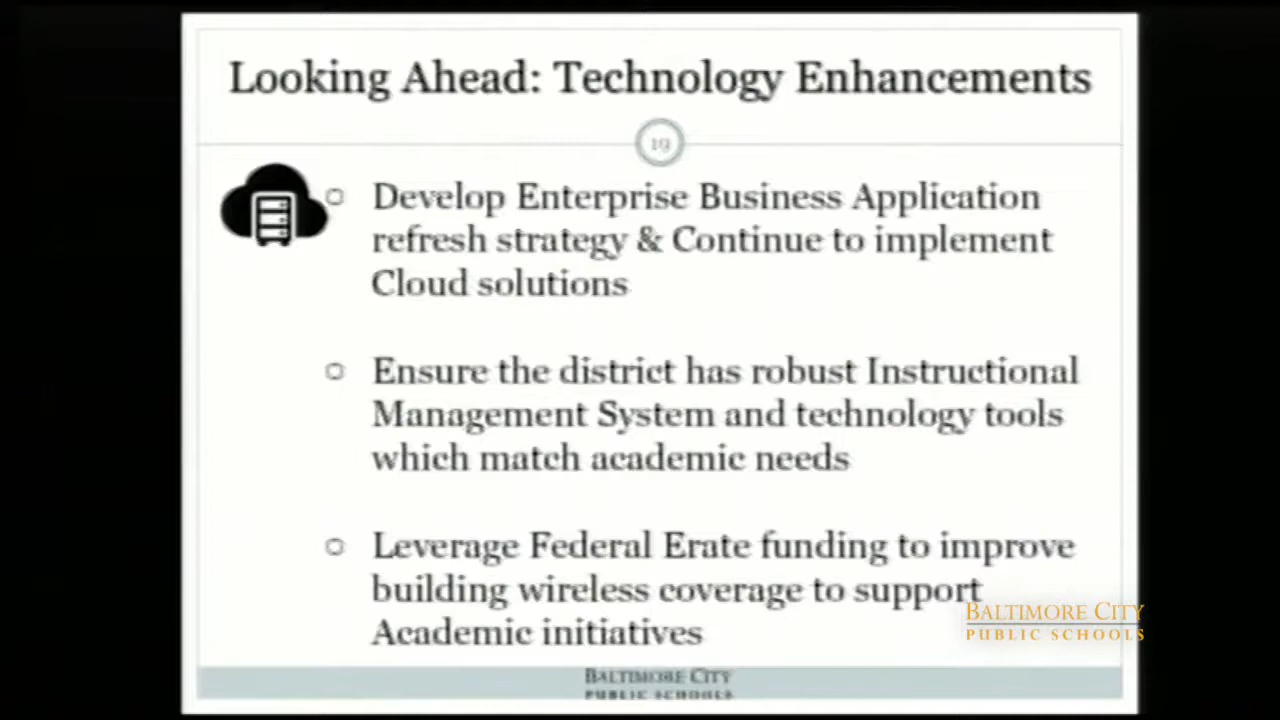 Looking Ahead: Technology Enhancements
19
Develop Enterprise Business Application
refresh strategy & Continue to implement
Cloud solutions
Ensure the district has robust Instructional
Management System and technology tools
which match academic needs
Leverage Federal Erate funding to improve
building wireless coverage to support
Academic initiatives
BALTIMORE CITY
PUBLIC SCHOOLS
BALTIMORE CITY
PUBLIC SCHOOLS